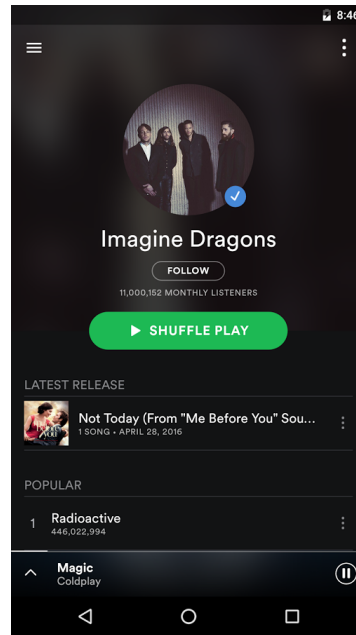 8:46
Imagine Dragons
FOLLOW
11,000,152 MONTHLY LISTENERS
SHUFFLE PLAY
LATEST RELEASE
Not Today (From "Me Before You" Sou...
1 SONG • APRIL 28, 2016
POPULAR
1 Radioactive
446,022,994
Magic
Coldplay